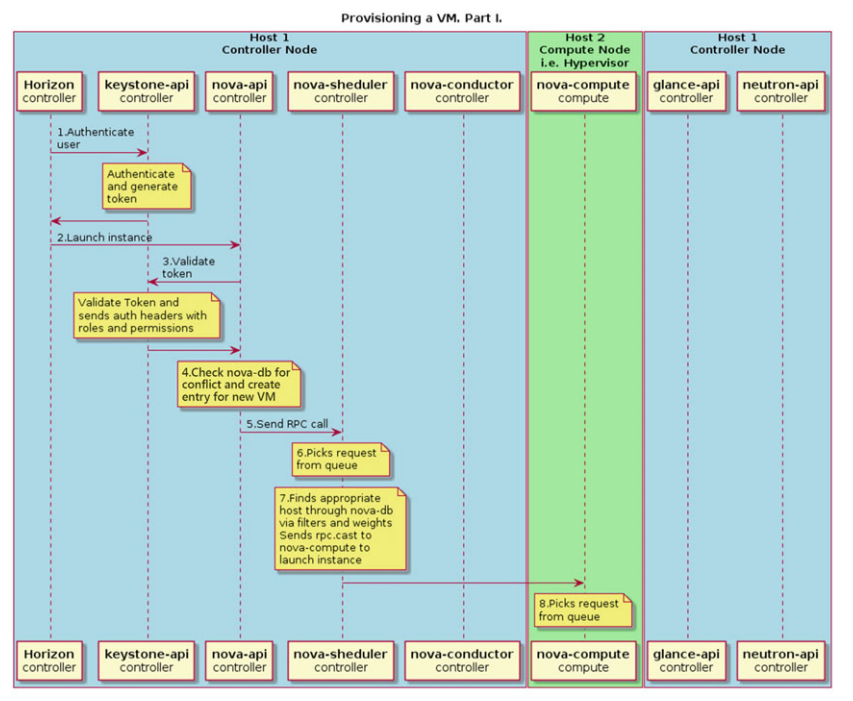 Provisioning a VM. Part I.
Host 1
Controller Node
Host 2
Compute Node
i.e. Hypervisor
Host 1
Controller Node
Horizon
controller
keystone-api
controller
nova-api
controller
nova-sheduler
controller
nova-conductor
controller
nova-compute
compute
glance-api
controller
neutron-api
controller
1.Authenticate
user
Authenticate
and generate
token
2.Launch instance
3.Validate
token
Validate Token and
sends auth headers with
roles and permissions
4.Check nova-db for
conflict and create
entry for new VM
5.Send RPC call
6.Picks request
from queue
7.Finds appropriate
host through nova-db
via filters and weights
Sends rpc.cast to
nova-compute to
launch instance
8.Picks request
from queue
Horizon
controller
keystone-api
controller
nova-api
controller
nova-sheduler
controller
nova-conductor
controller
nova-compute
compute
glance-api
controller
neutron-api
controller